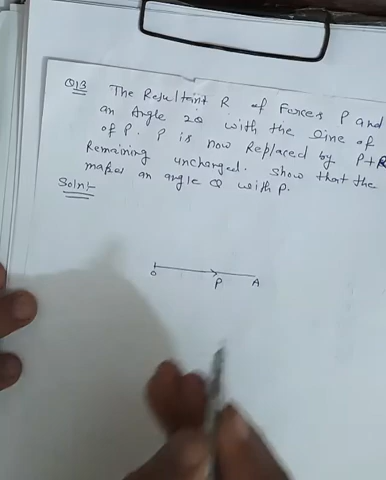 Q13 The Resultant R of Forces P and
an Angle 2Q with the line of
of P. P is now Replaced by P+R
Remaining unchanged. Show that the
makes an angle Q with P.
Soln:-
O P A